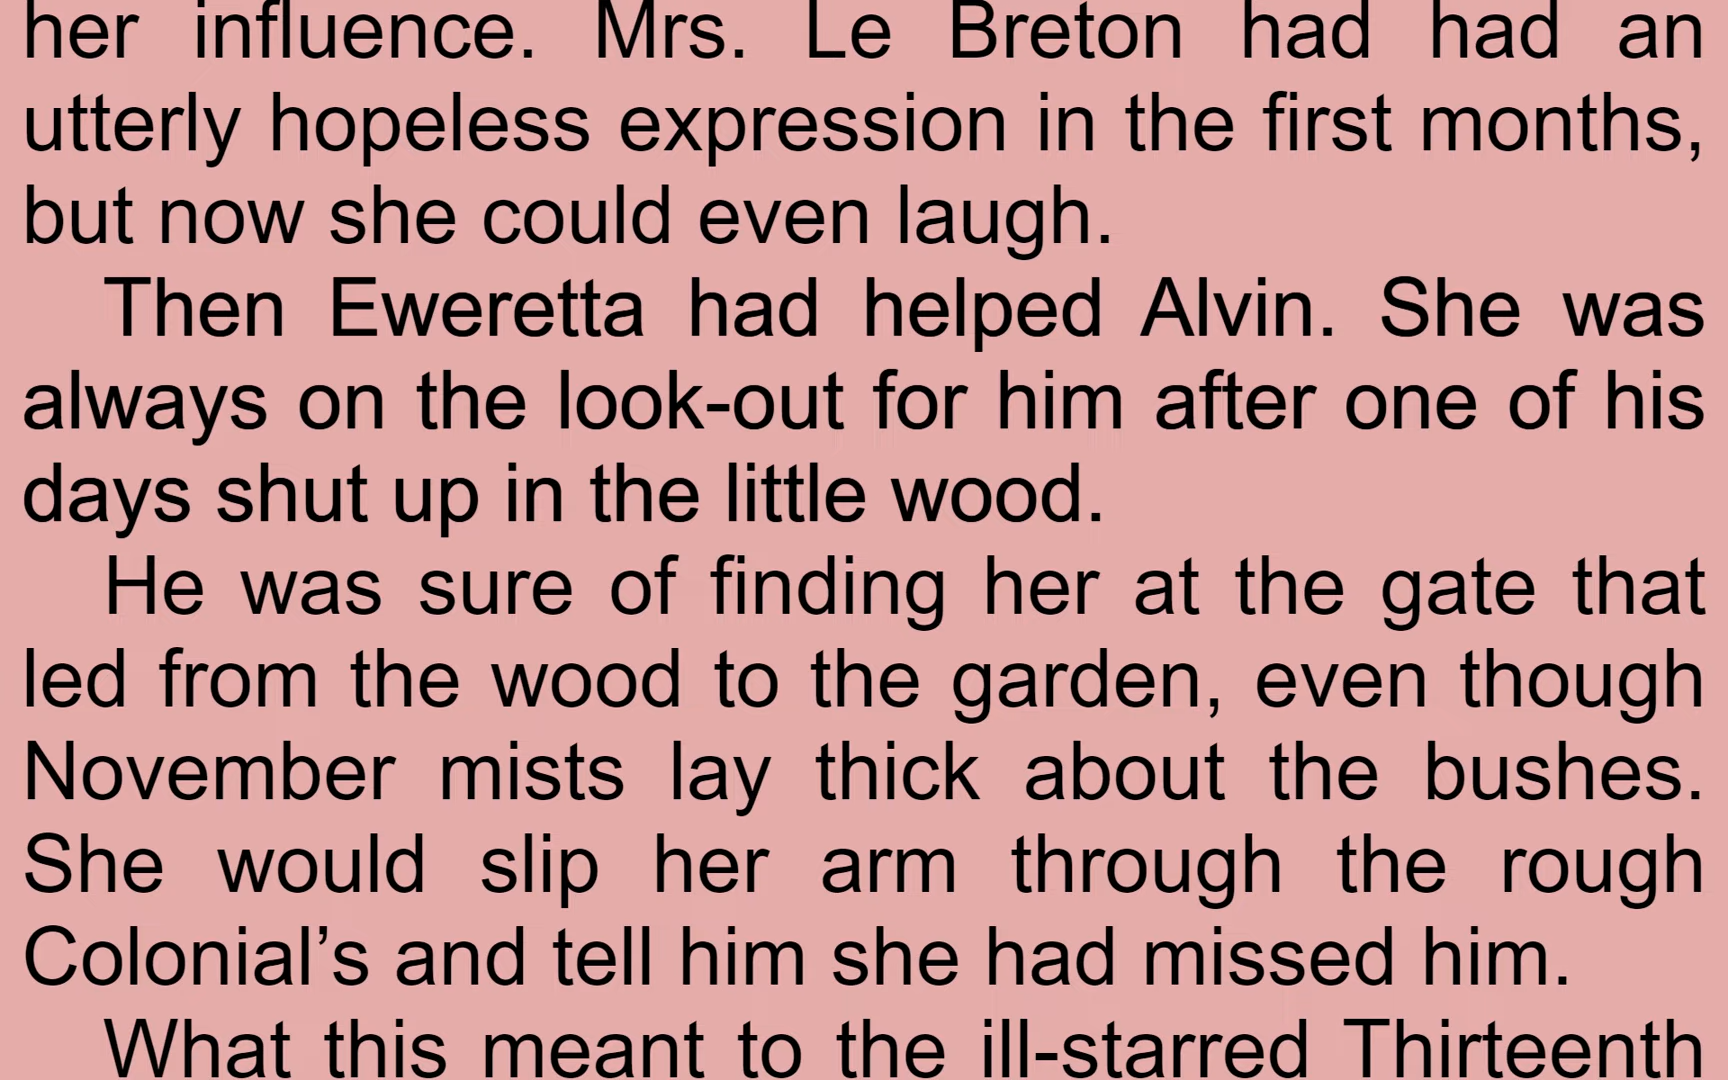 her influence. Mrs. Le Breton had had an
utterly hopeless expression in the first months,
but now she could even laugh.
Then Eweretta had helped Alvin. She was
always on the look-out for him after one of his
days shut up in the little wood.
He was sure of finding her at the gate that
led from the wood to the garden, even though
November mists lay thick about the bushes.
She would slip her arm through the rough
Colonial’s and tell him she had missed him.
What this meant to the ill-starred Thirteenth